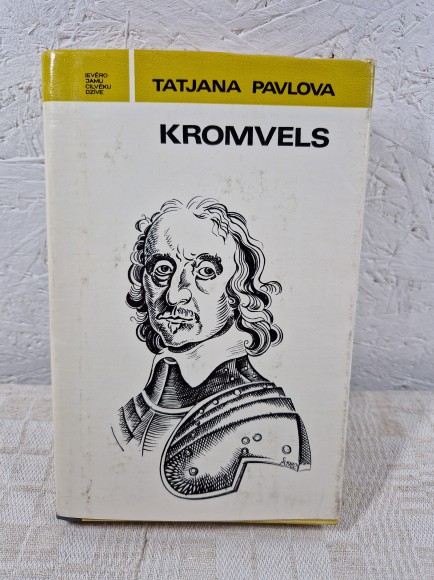 IEVĒRO-
JAMU
CILVĒKU
DZĪVE
TATJANA PAVLOVA
KROMVELS